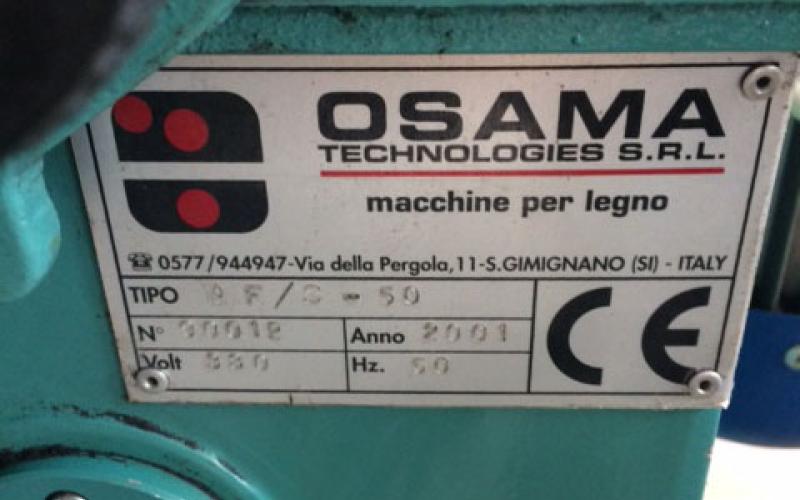 OSAMA
TECHNOLOGIES S.R.L.
macchine per legno
☎ 0577/944947-Via della Pergola,11-S.GIMIGNANO (SI) - ITALY
TIPO
N° Anno 2001
Volt Hz. 50
CE